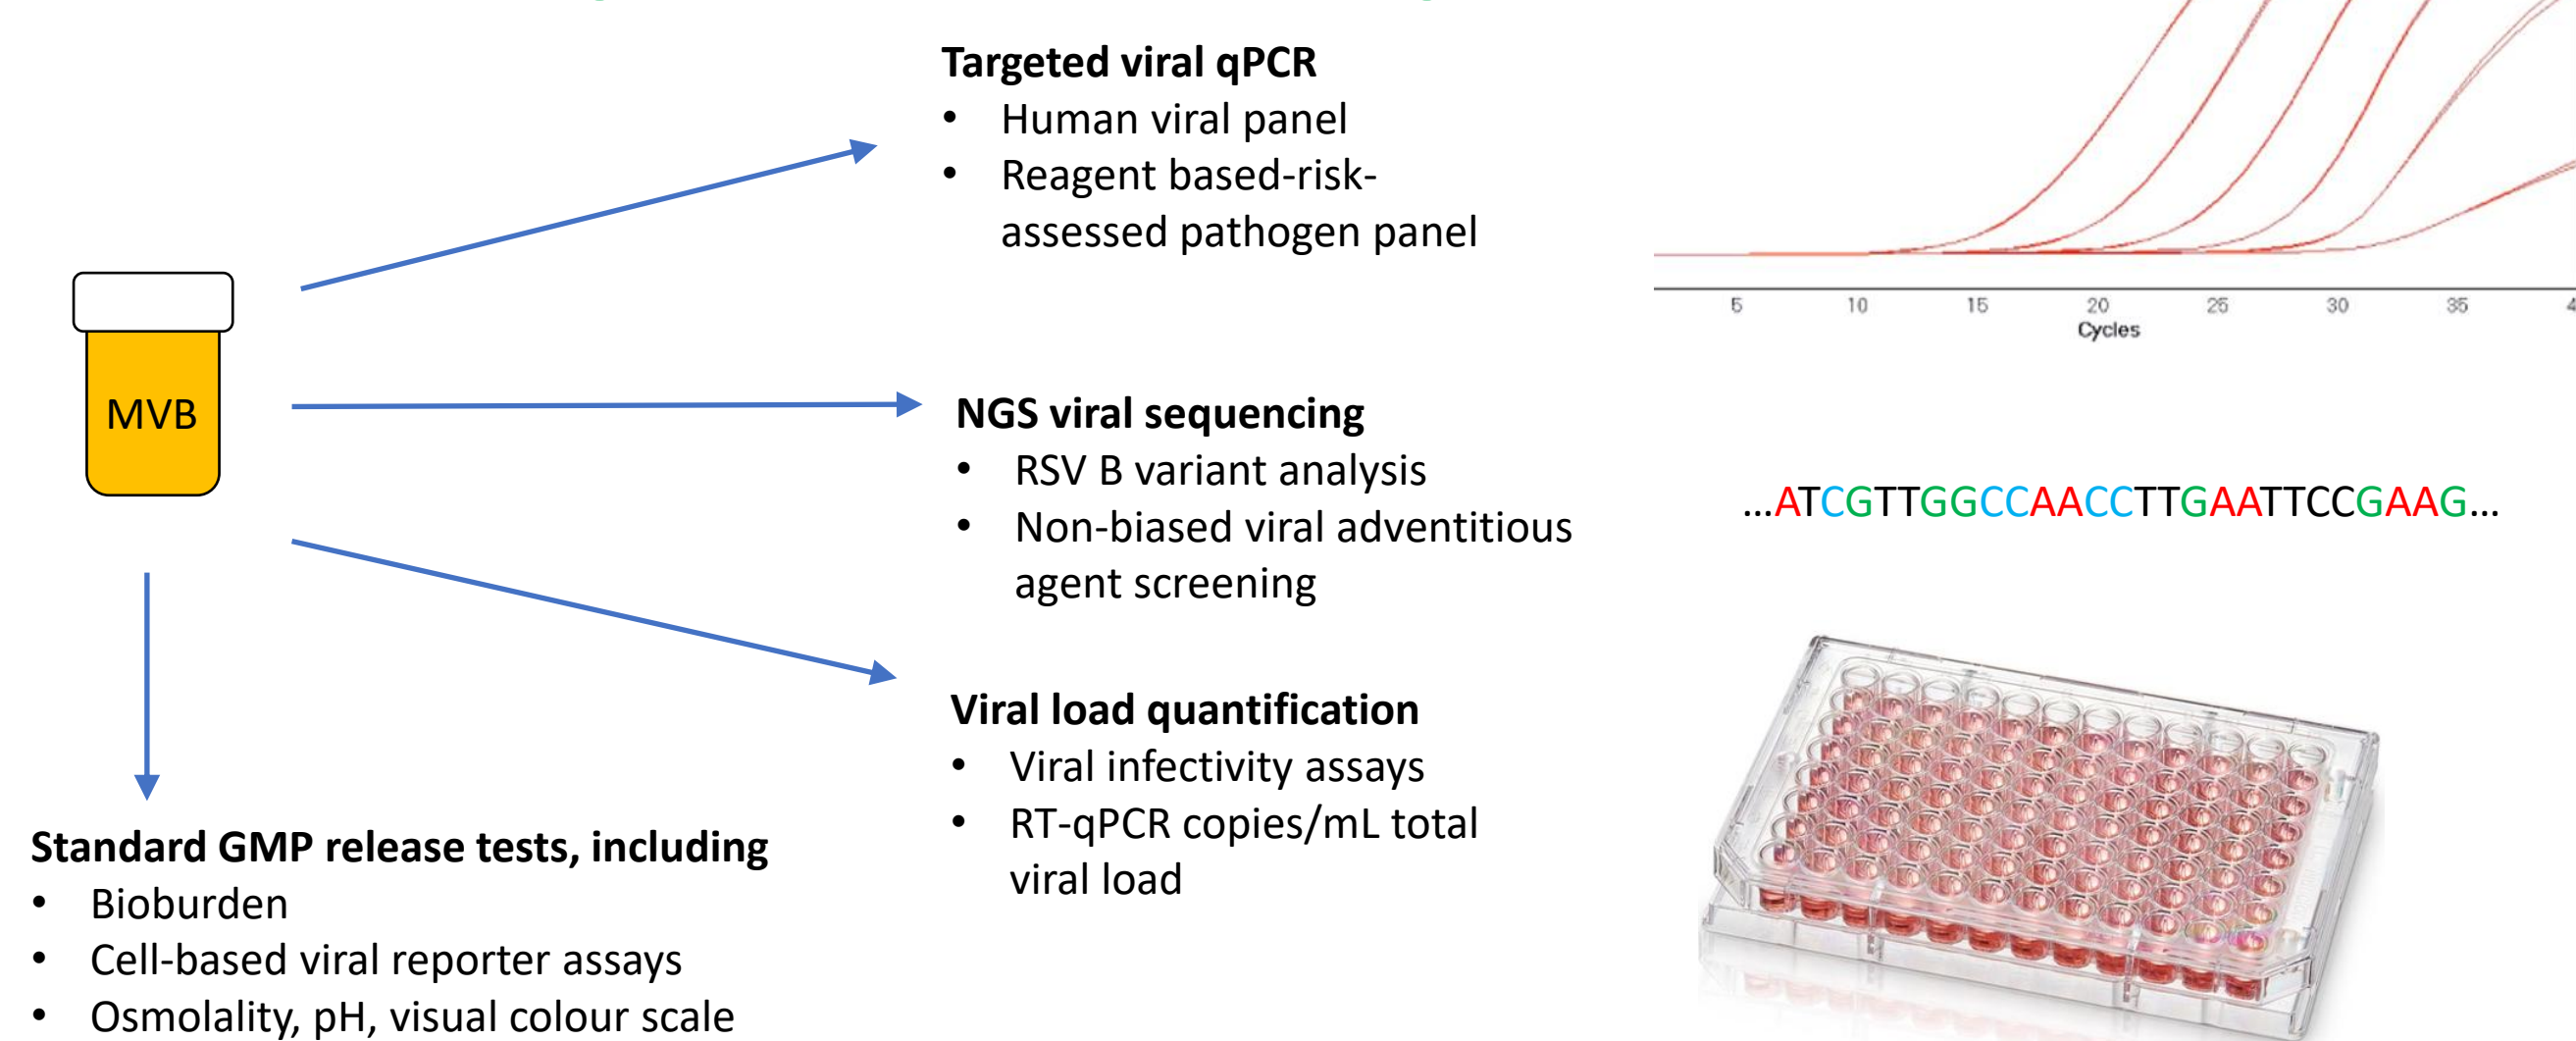 Targeted viral qPCR
• Human viral panel
• Reagent based-risk-
assessed pathogen panel
5 10 15 20 25 30 35 4
Cycles
MVB
NGS viral sequencing
• RSV B variant analysis
• Non-biased viral adventitious
agent screening
...ATCGTTGGCCAACCTTGAATTCCGAAG...
Viral load quantification
• Viral infectivity assays
• RT-qPCR copies/mL total
viral load
Standard GMP release tests, including
• Bioburden
• Cell-based viral reporter assays
• Osmolality, pH, visual colour scale